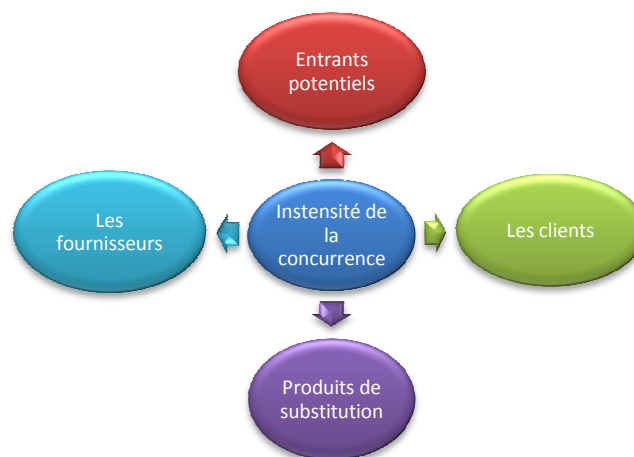 Entrants
potentiels
Les
fournisseurs
Instensité de
la
concurrence
Les clients
Produits de
substitution